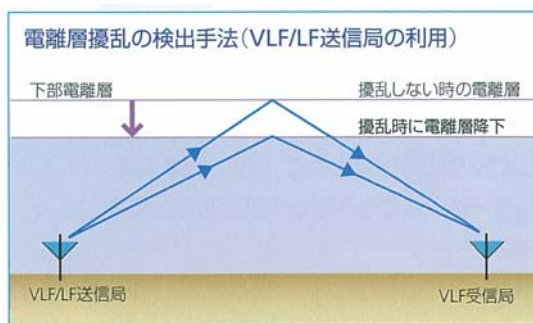 電離層擾乱の検出手法(VLF/LF送信局の利用)
下部電離層
擾乱しない時の電離層
擾乱時に電離層降下
VLF/LF送信局
VLF受信局